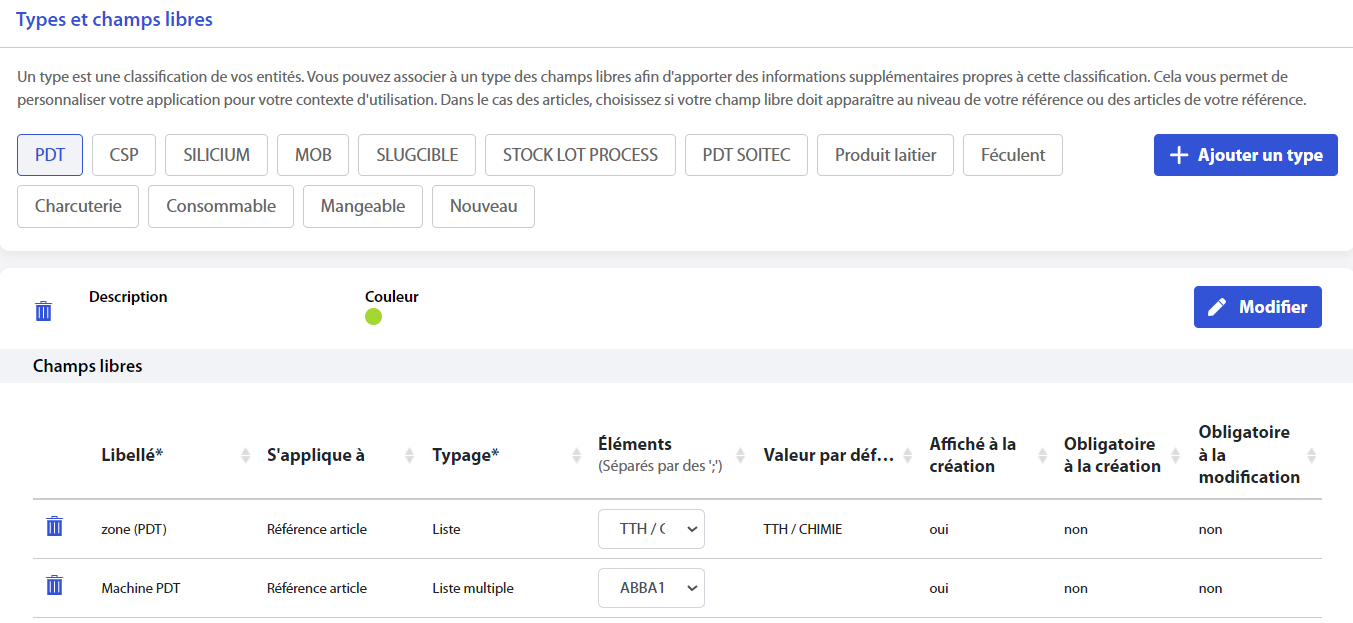 Types et champs libres
Un type est une classification de vos entités. Vous pouvez associer à un type des champs libres afin d'apporter des informations supplémentaires propres à cette classification. Cela vous permet de
personnaliser votre application pour votre contexte d'utilisation. Dans le cas des articles, choisissez si votre champ libre doit apparaître au niveau de votre référence ou des articles de votre référence.
PDT CSP SILICIUM MOB SLUGCIBLE STOCK LOT PROCESS PDT SOITEC Produit laitier Féculent Ajouter un type
Charcuterie Consommable Mangeable Nouveau
Description Couleur
Modifier
Champs libres
Libellé* S'applique à Typage* Éléments (Séparés par des ';') Valeur par déf… Affiché à la création Obligatoire à la création Obligatoire à la modification
zone (PDT) Référence article Liste TTH / C TTH / CHIMIE oui non non
Machine PDT Référence article Liste multiple ABBA1 oui non non